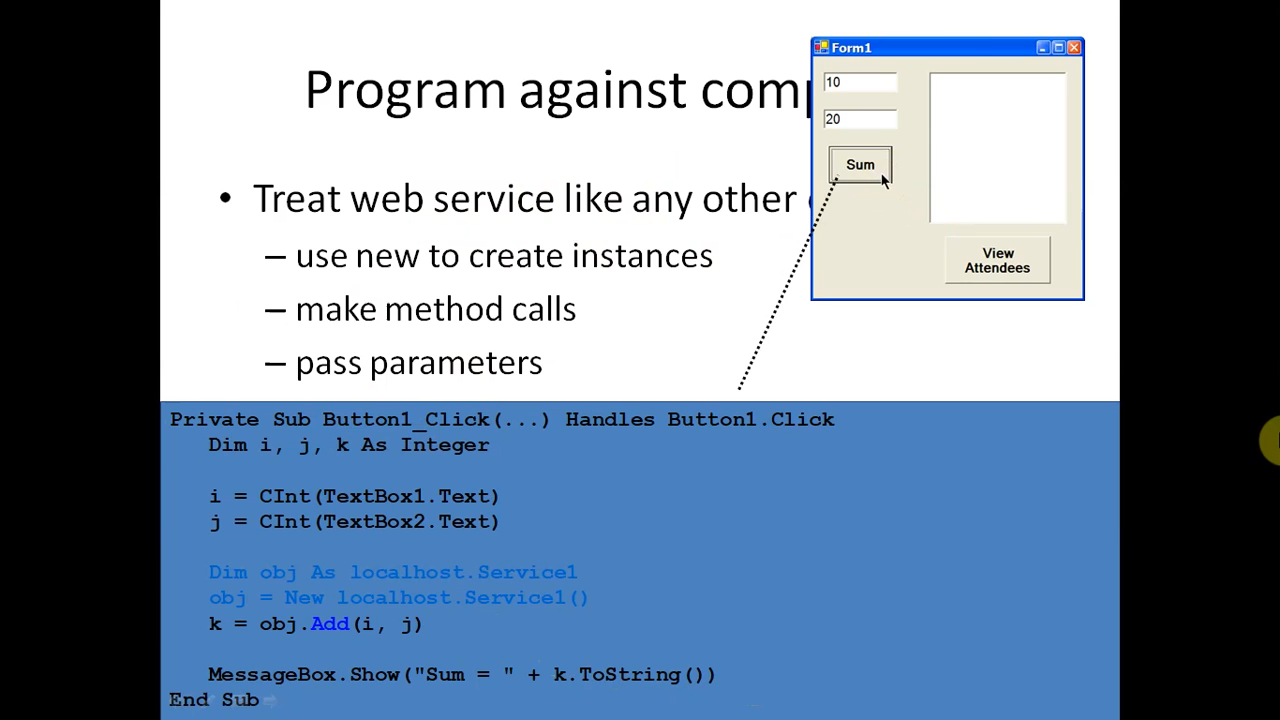 Program against comp
Form1
10
20
Sum
View
Attendees
• Treat web service like any other
– use new to create instances
– make method calls
– pass parameters
Private Sub Button1_Click(...) Handles Button1.Click
Dim i, j, k As Integer
i = CInt(TextBox1.Text)
j = CInt(TextBox2.Text)
Dim obj As localhost.Service1
obj = New localhost.Service1()
k = obj.Add(i, j)
MessageBox.Show("Sum = " + k.ToString())
End Sub